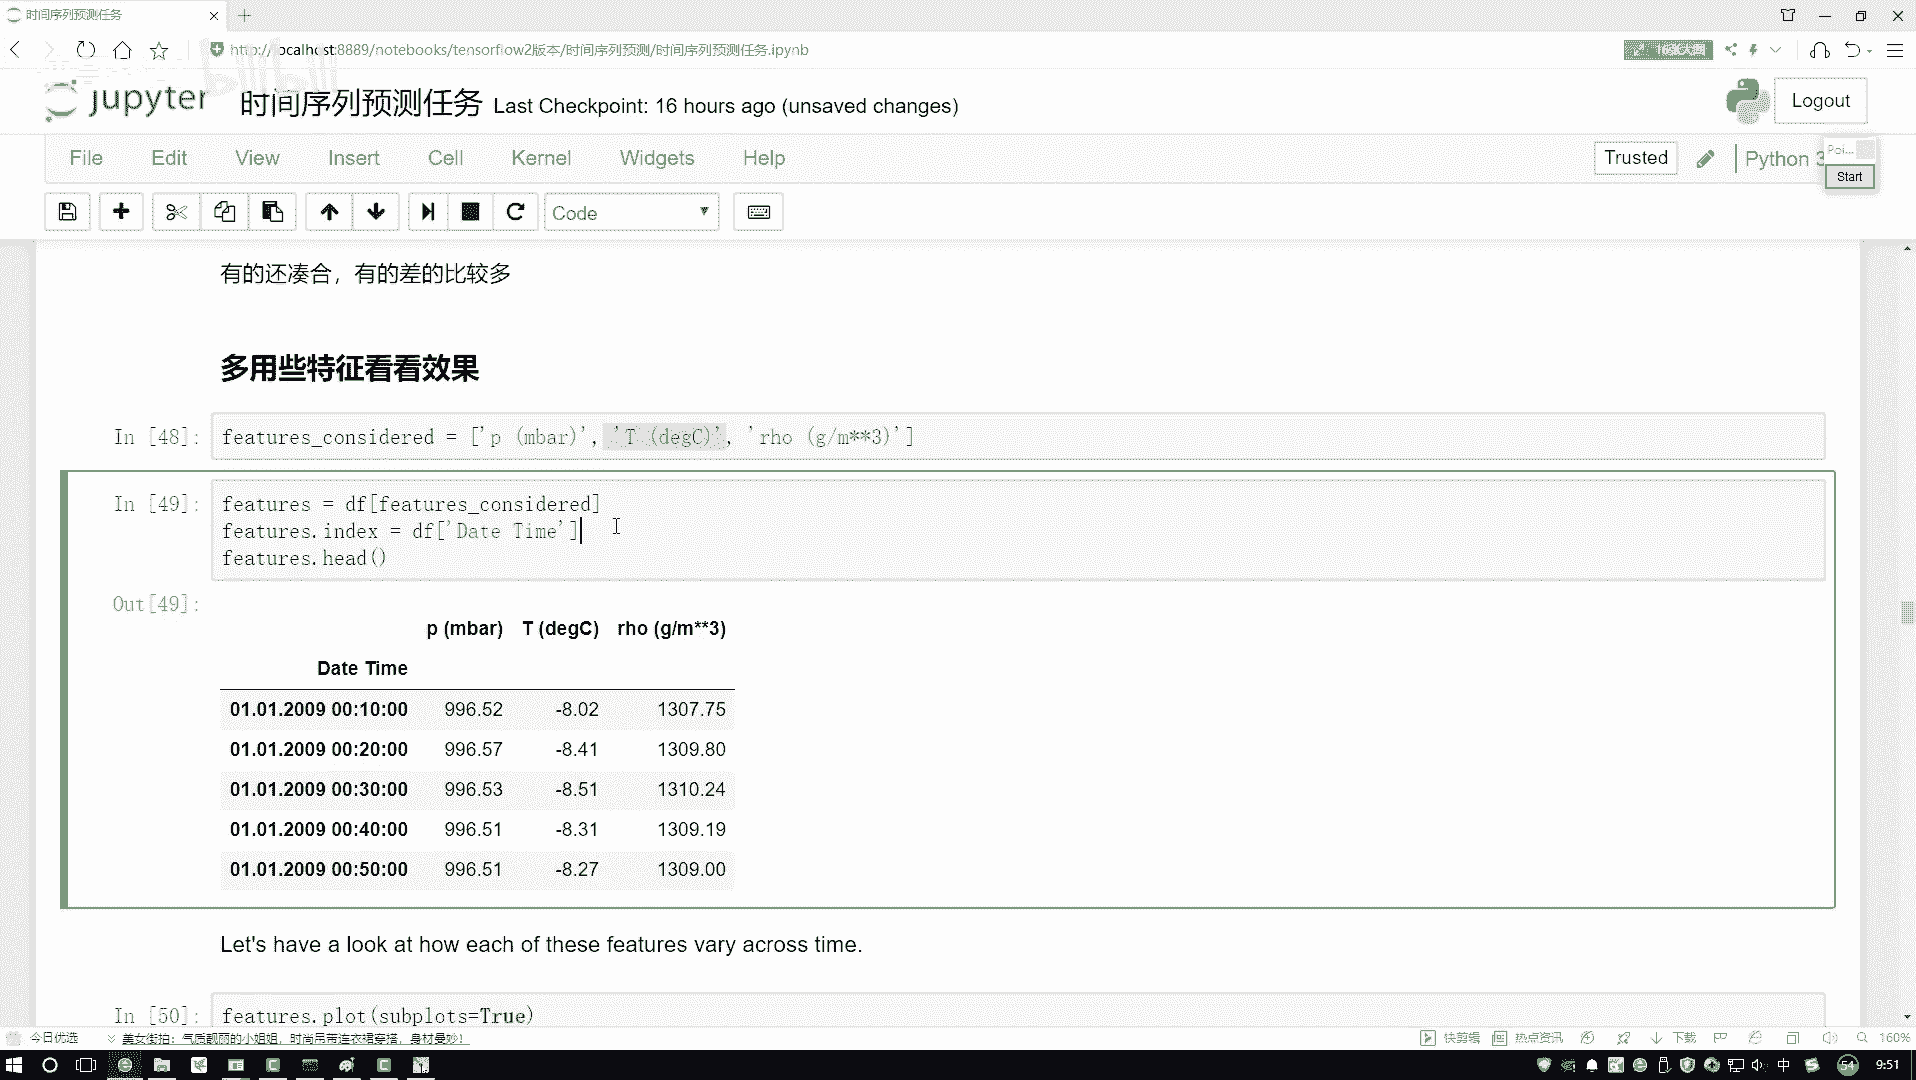 时间序列预测任务
http://localhost:8889/notebooks/tensorflow2版本/时间序列预测/时间序列预测任务.ipynb
bilibili
jupyter 时间序列预测任务 Last Checkpoint: 16 hours ago (unsaved changes)
Logout
File Edit View Insert Cell Kernel Widgets Help
Trusted Python 3
Poi...
Start
Code
有的还凑合，有的差的比较多
多用些特征看看效果
In [48]: features_considered = ['p (mbar)', 'T (degC)', 'rho (g/m**3)']
In [49]: features = df[features_considered]
features.index = df['Date Time']
features.head()
Out[49]:
p (mbar) T (degC) rho (g/m**3)
Date Time
01.01.2009 00:10:00 996.52 -8.02 1307.75
01.01.2009 00:20:00 996.57 -8.41 1309.80
01.01.2009 00:30:00 996.53 -8.51 1310.24
01.01.2009 00:40:00 996.51 -8.31 1309.19
01.01.2009 00:50:00 996.51 -8.27 1309.00
Let's have a look at how each of these features vary across time.
In [50]: features.plot(subplots=True)
今日优选 美女街拍：气质靓丽的小姐姐，时尚吊带连衣裙穿搭，身材曼妙！ 快剪辑 热点资讯 下载 160%
中 54 9:51